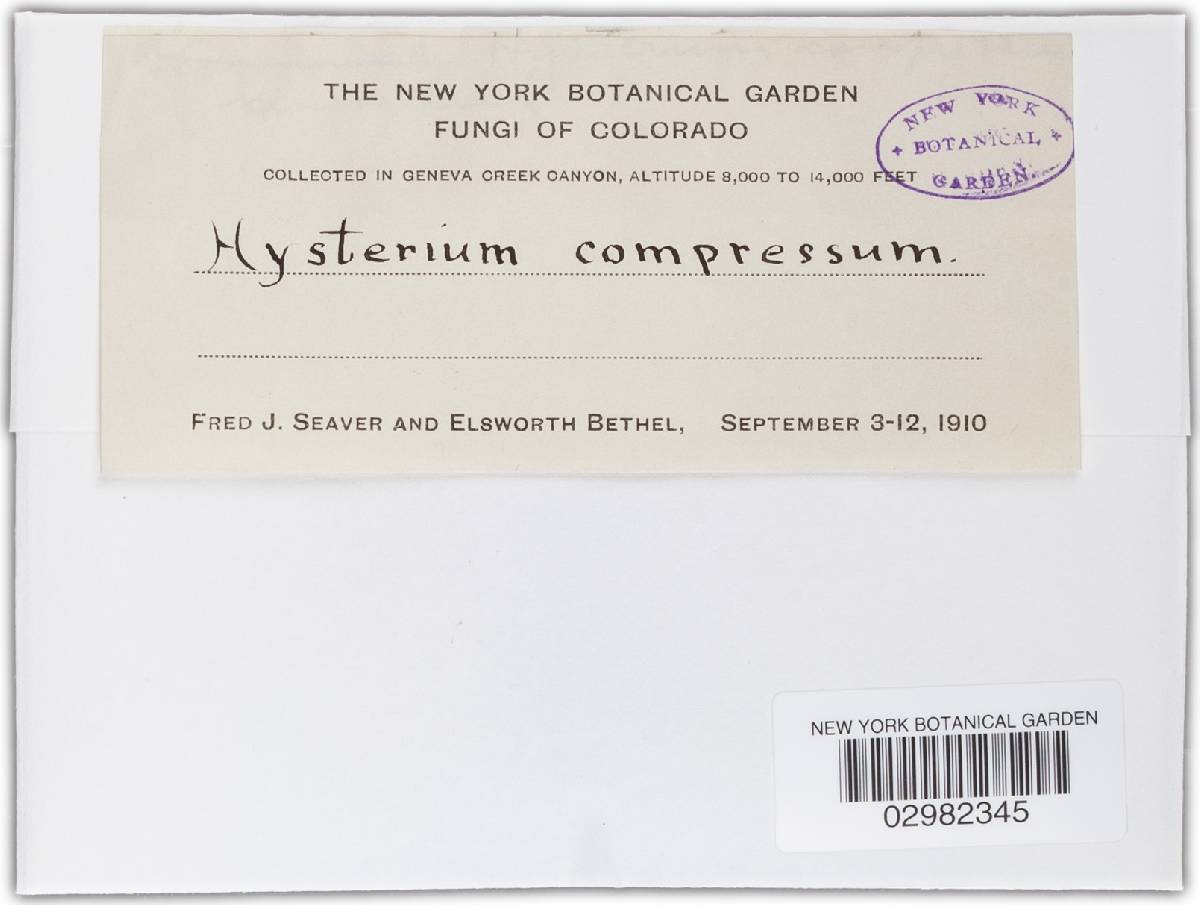 THE NEW YORK BOTANICAL GARDEN
FUNGI OF COLORADO
COLLECTED IN GENEVA CREEK CANYON, ALTITUDE 8,000 TO 14,000 FEET
NEW YORK
BOTANICAL
GARDEN
Hysterium compressum.
FRED J. SEAVER AND ELSWORTH BETHEL, SEPTEMBER 3-12, 1910
NEW YORK BOTANICAL GARDEN
02982345